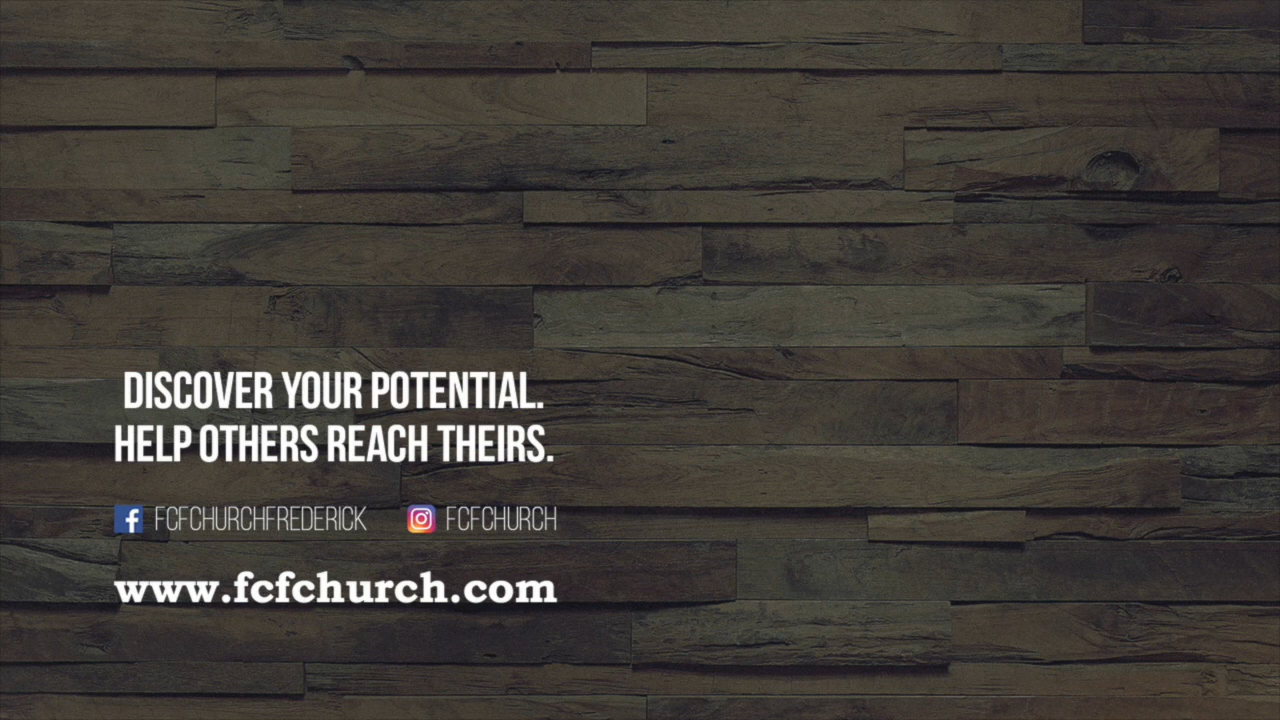 DISCOVER YOUR POTENTIAL.
HELP OTHERS REACH THEIRS.
FCFCHURCHFREDERICK FCFCHURCH
www.fcfchurch.com